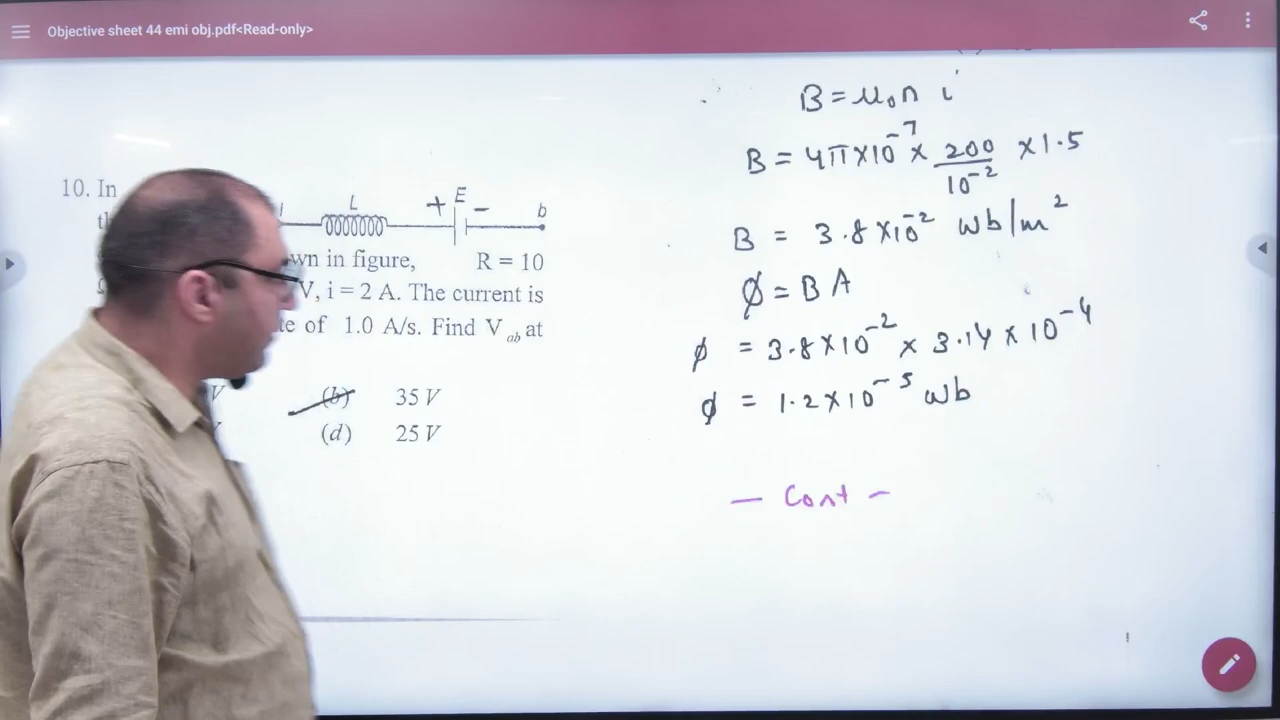 Objective sheet 44 emi obj.pdf<Read-only>
10. In
L
+ E -
b
wn in figure, R = 10
V, i = 2 A. The current is
te of 1.0 A/s. Find V ab at
V (b) 35 V
(d) 25 V
B = μ₀n i
B = 4π×10⁻⁷ × 200/10⁻² ×1.5
B = 3.8×10⁻² wb/m²
φ = B A
φ = 3.8×10⁻² × 3.14 × 10⁻⁴
φ = 1.2×10⁻⁵ wb
— Cont —